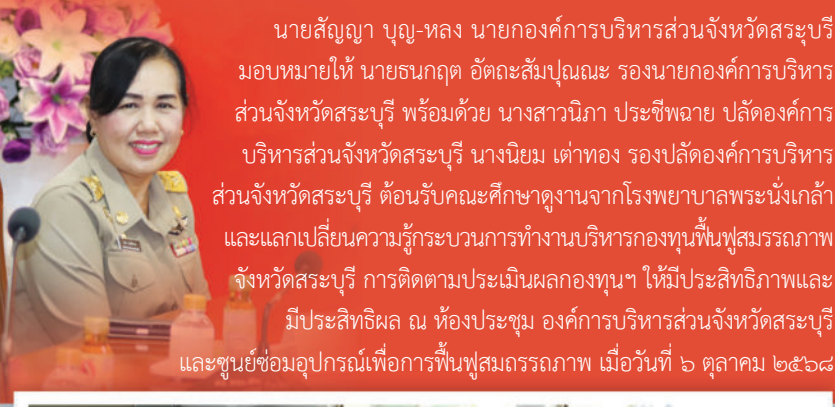 นายสัญญา บุญ-หลง นายกองค์การบริหารส่วนจังหวัดสระบุรี
มอบหมายให้ นายธนกฤต อัตถะสัมปุณณะ รองนายกองค์การบริหาร
ส่วนจังหวัดสระบุรี พร้อมด้วย นางสาวนิภา ประชีพฉาย ปลัดองค์การ
บริหารส่วนจังหวัดสระบุรี นางนิยม เต่าทอง รองปลัดองค์การบริหาร
ส่วนจังหวัดสระบุรี ต้อนรับคณะศึกษาดูงานจากโรงพยาบาลพระนั่งเกล้า
และแลกเปลี่ยนความรู้กระบวนการทำงานบริหารกองทุนฟื้นฟูสมรรถภาพ
จังหวัดสระบุรี การติดตามประเมินผลกองทุนฯ ให้มีประสิทธิภาพและ
มีประสิทธิผล ณ ห้องประชุม องค์การบริหารส่วนจังหวัดสระบุรี
และซูนย์ซ่อมอุปกรณ์เพื่อการฟื้นฟูสมถรรถภาพ เมื่อวันที่ ๖ ตุลาคม ๒๕๖๘